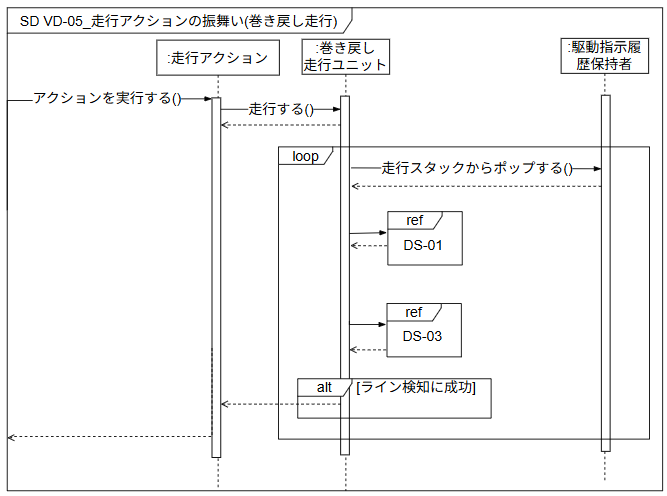 SD VD-05_走行アクションの振舞い(巻き戻し走行)
:走行アクション
:巻き戻し
走行ユニット
:駆動指示履
歴保持者
アクションを実行する()
走行する()
loop
走行スタックからポップする()
ref
DS-01
ref
DS-03
alt
[ライン検知に成功]